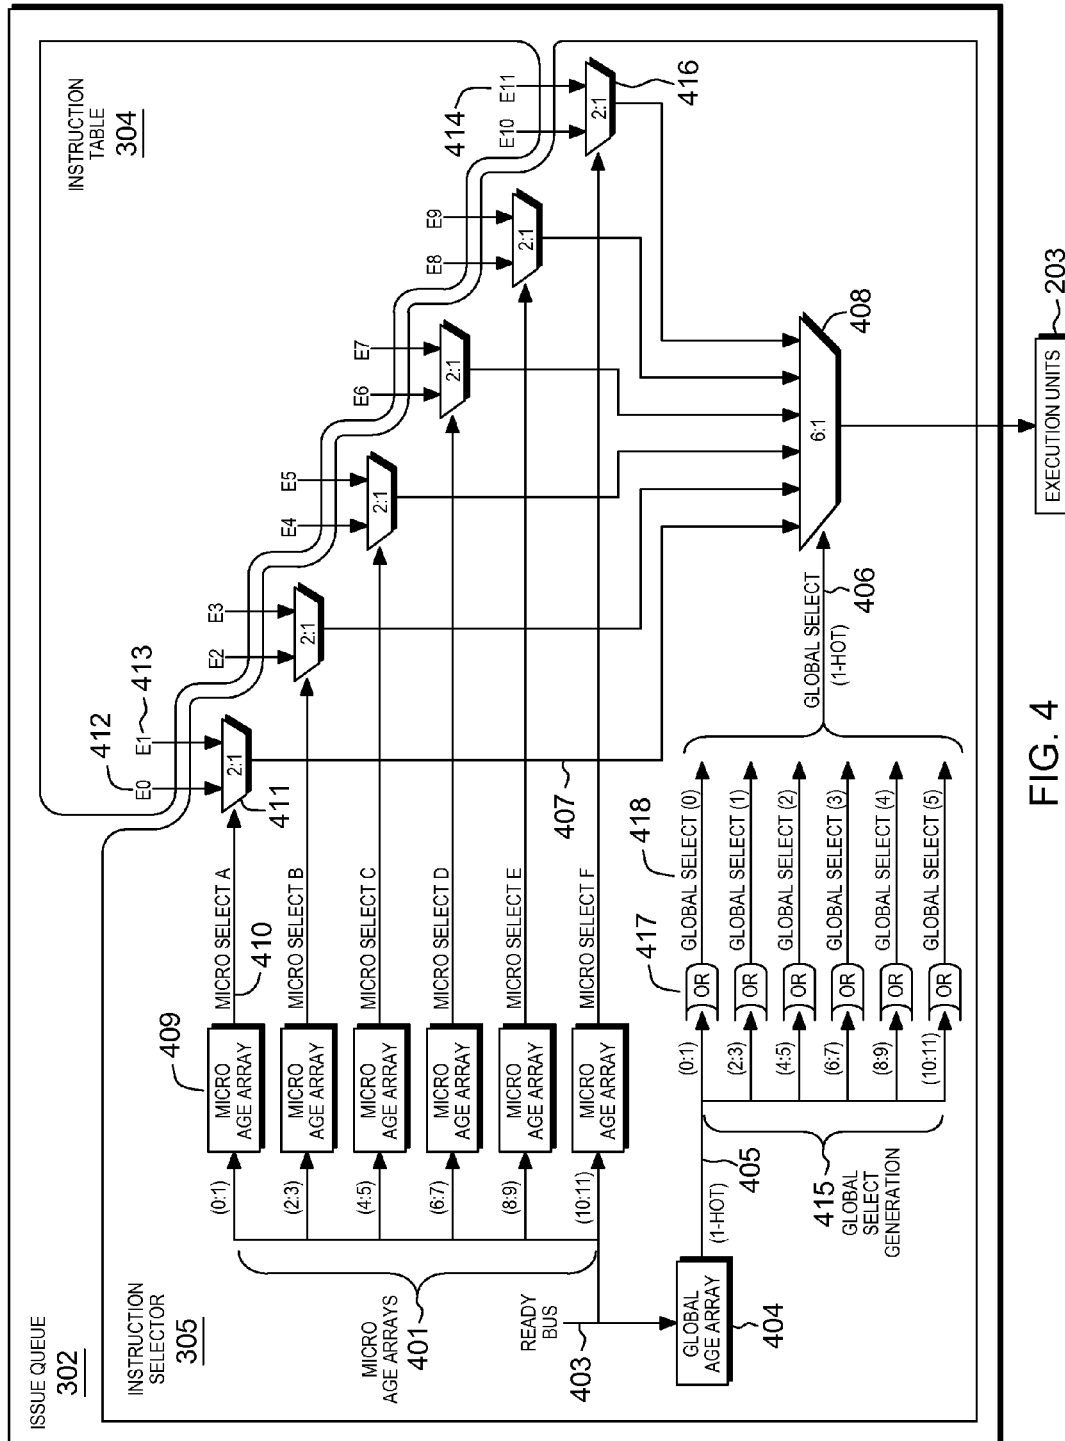 ISSUE QUEUE
302
INSTRUCTION
SELECTOR
305
INSTRUCTION
TABLE
304
MICRO
AGE ARRAYS
401
READY
BUS
403
(0:1)
(2:3)
(4:5)
(6:7)
(8:9)
(10:11)
409
MICRO
AGE ARRAY
MICRO
AGE ARRAY
MICRO
AGE ARRAY
MICRO
AGE ARRAY
MICRO
AGE ARRAY
MICRO
AGE ARRAY
MICRO SELECT A
410
MICRO SELECT B
MICRO SELECT C
MICRO SELECT D
MICRO SELECT E
MICRO SELECT F
412
E0
E1
413
2:1
411
E2
E3
2:1
E4
E5
2:1
E6
E7
2:1
E8
E9
2:1
414
E10
E11
2:1
416
407
GLOBAL
AGE ARRAY
404
(1-HOT)
405
415
GLOBAL
SELECT
GENERATION
(0:1)
(2:3)
(4:5)
(6:7)
(8:9)
(10:11)
417
OR
OR
OR
OR
OR
OR
418
GLOBAL SELECT (0)
GLOBAL SELECT (1)
GLOBAL SELECT (2)
GLOBAL SELECT (3)
GLOBAL SELECT (4)
GLOBAL SELECT (5)
GLOBAL SELECT
(1-HOT)
406
6:1
408
EXECUTION UNITS
203
FIG. 4